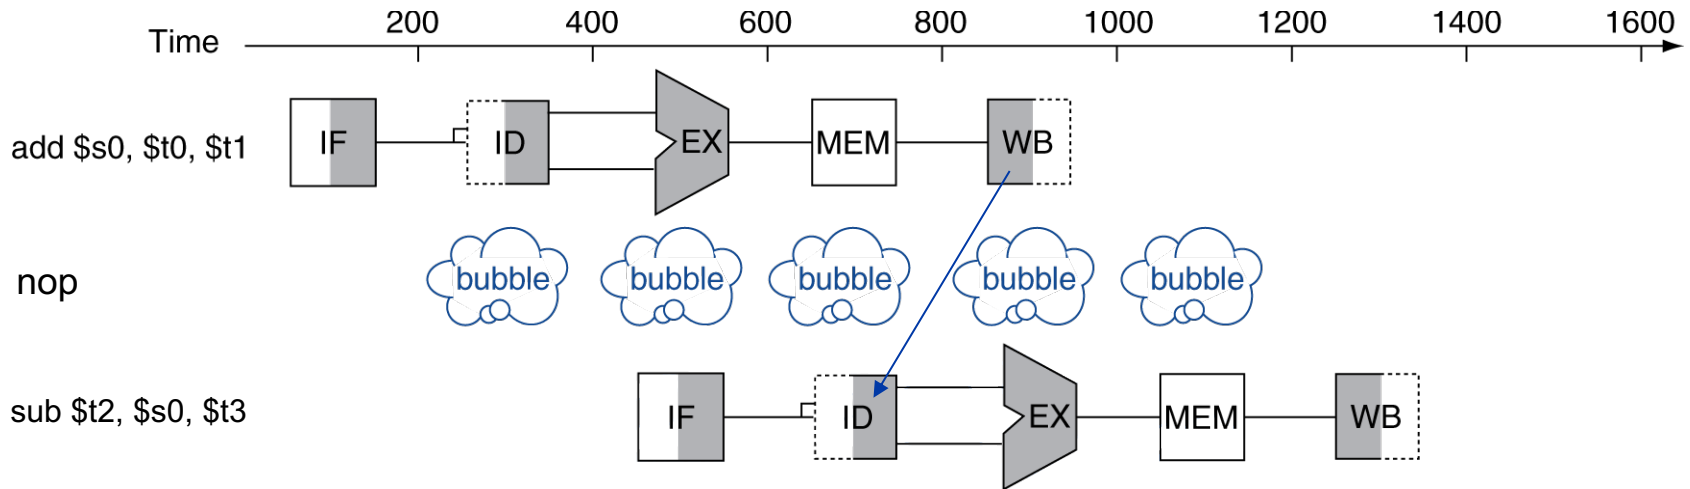 200 400 600 800 1000 1200 1400 1600
Time
add $s0, $t0, $t1 IF ID EX MEM WB
nop bubble bubble bubble bubble bubble
sub $t2, $s0, $t3 IF ID EX MEM WB